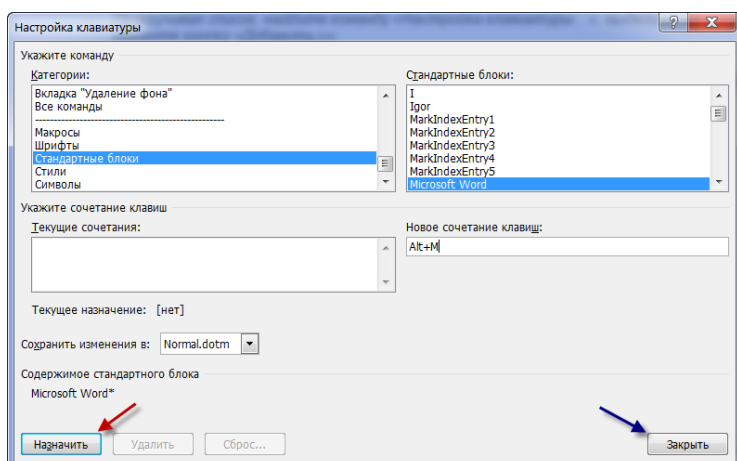 Настройка клавиатуры
Укажите команду
Категории:
Вкладка "Удаление фона"
Все команды
Макросы
Шрифты
Стандартные блоки
Стили
Символы
Стандартные блоки:
I
Igor
MarkIndexEntry1
MarkIndexEntry2
MarkIndexEntry3
MarkIndexEntry4
MarkIndexEntry5
Microsoft Word
Укажите сочетание клавиш
Текущие сочетания:
Новое сочетание клавиш:
Alt+M
Текущее назначение: [нет]
Сохранить изменения в: Normal.dotm
Содержимое стандартного блока
Microsoft Word*
Назначить Удалить Сброс... Закрыть